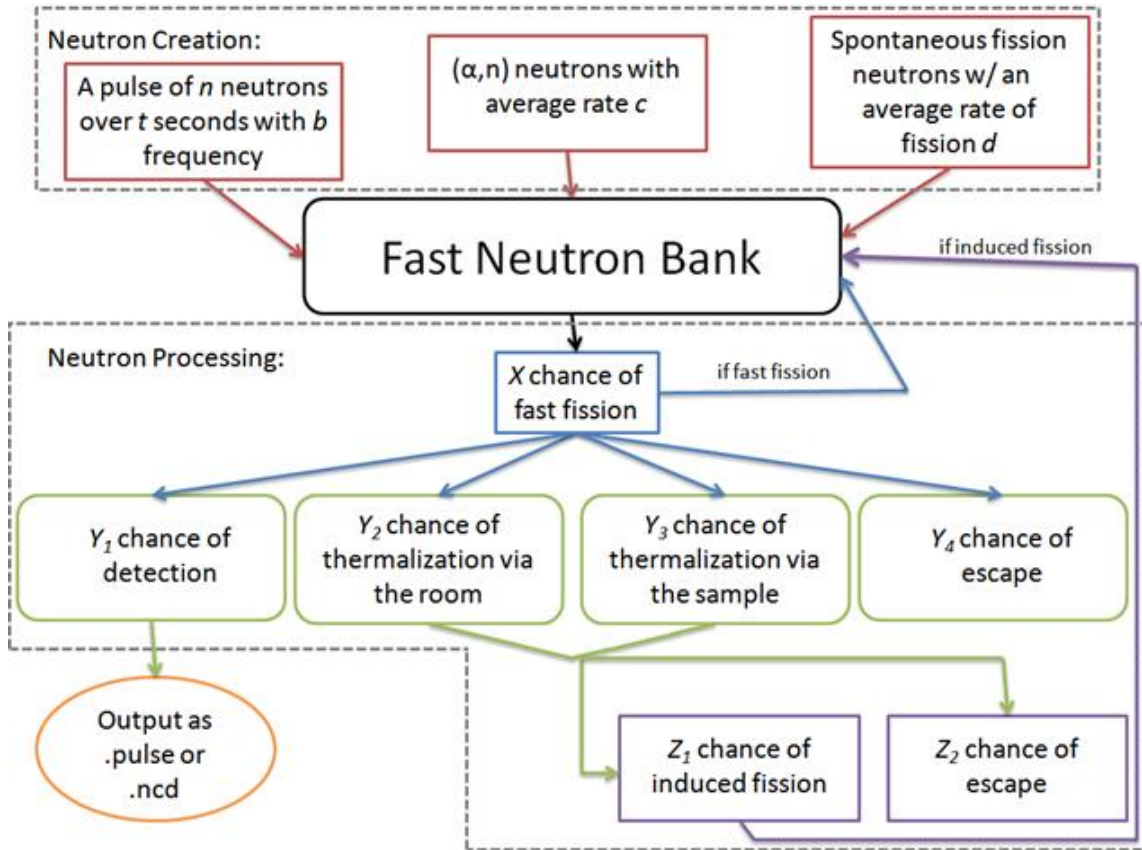 Neutron Creation:
A pulse of n neutrons
over t seconds with b
frequency
(α,n) neutrons with
average rate c
Spontaneous fission
neutrons w/ an
average rate of
fission d
Fast Neutron Bank
if induced fission
Neutron Processing:
X chance of
fast fission
if fast fission
Y₁ chance of
detection
Y₂ chance of
thermalization via
the room
Y₃ chance of
thermalization via
the sample
Y₄ chance of
escape
Output as
.pulse or
.ncd
Z₁ chance of
induced fission
Z₂ chance of
escape